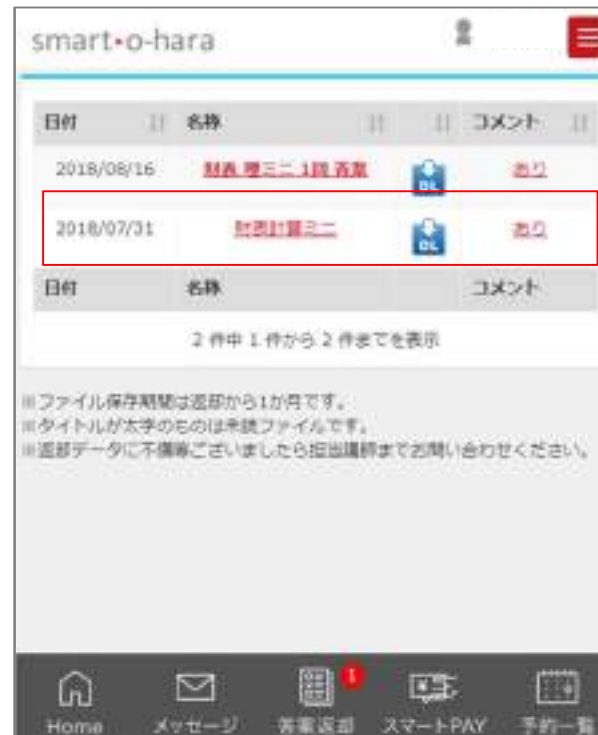 smart•o-hara
日付 名称 コメント
2018/08/16 財表 理ミニ 1回 答案 DL あり
2018/07/31 財表計算ミニ DL あり
日付 名称 コメント
2 件中 1 件から 2 件までを表示
※ファイル保存期間は返却から1か月です。
※タイトルが太字のものは未読ファイルです。
※返却データに不備等ございましたら担当講師までお問い合わせください。
1
Home メッセージ 答案返却 スマートPAY 予約一覧